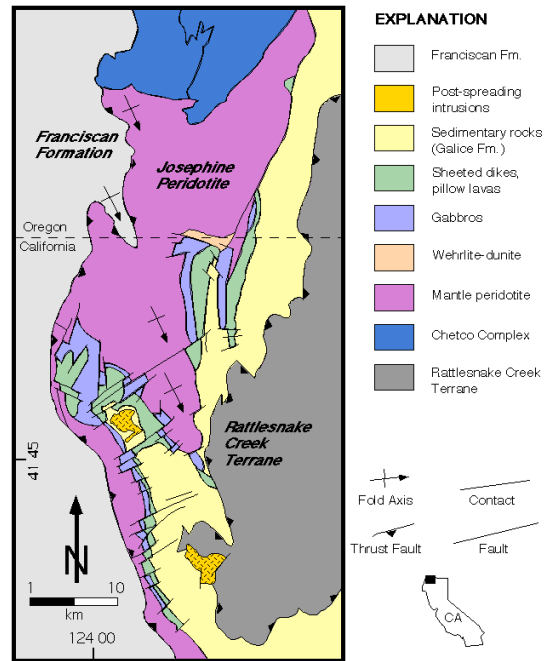 EXPLANATION
Franciscan Fm.
Post-spreading
intrusions
Sedimentary rocks
(Galice Fm.)
Sheeted dikes,
pillow lavas
Gabbros
Wehrlite-dunite
Mantle peridotite
Chetco Complex
Rattlesnake Creek
Terrane
Fold Axis
Contact
Thrust Fault
Fault
CA
Franciscan
Formation
Josephine
Peridotite
Oregon
California
Rattlesnake
Creek
Terrane
41 45
N
1
10
km
124 00